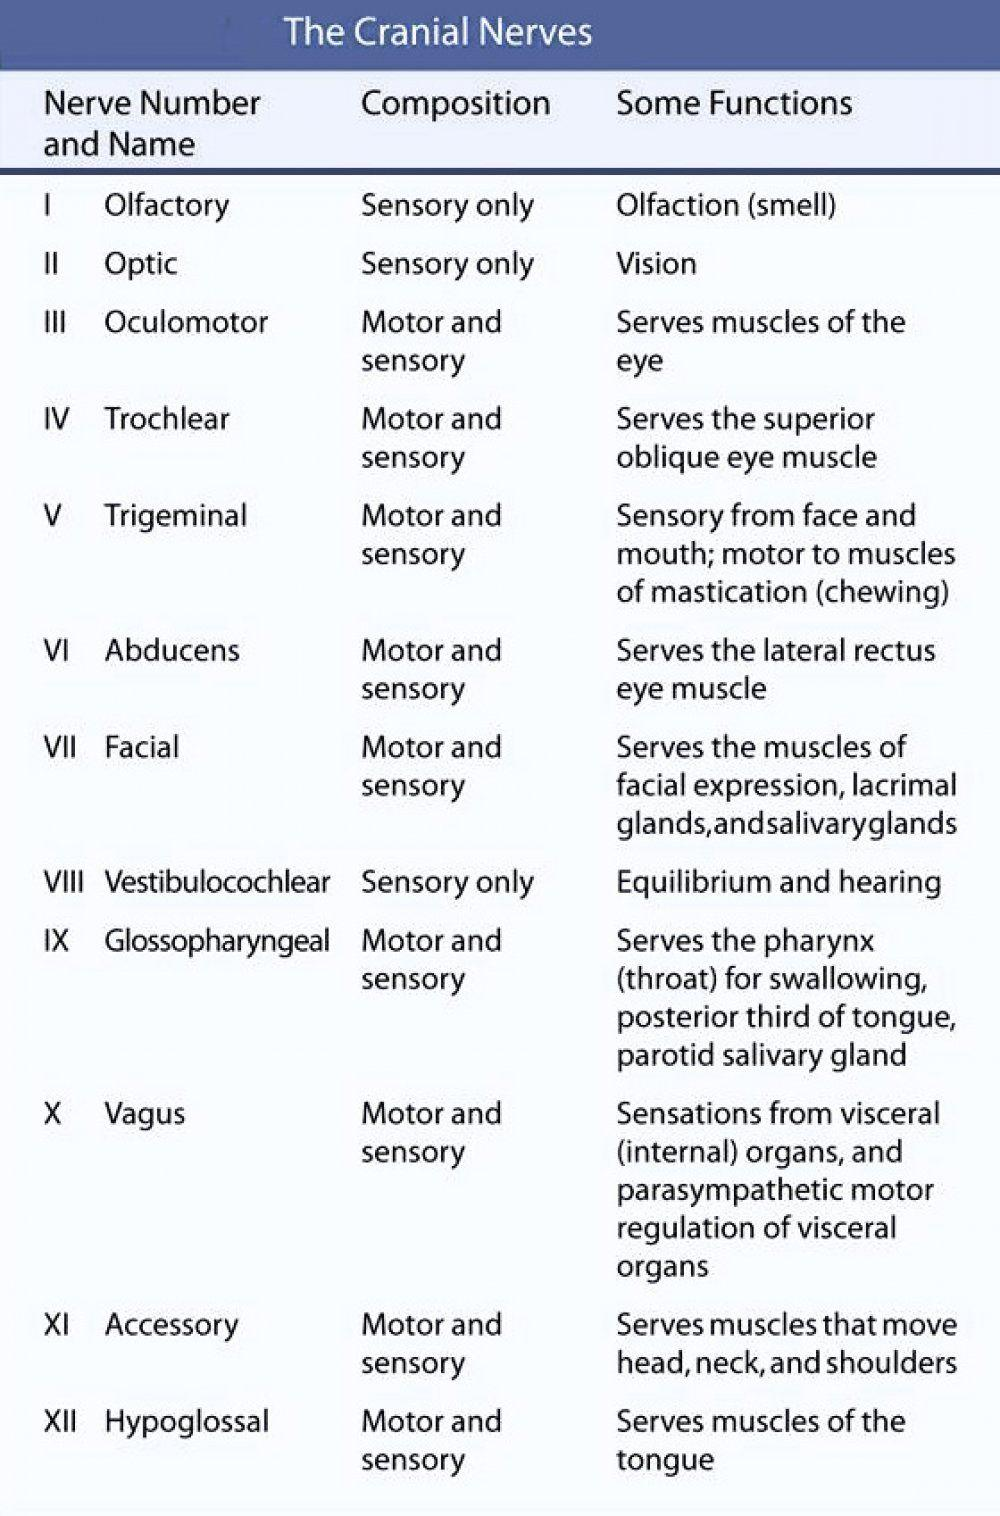 The Cranial Nerves
Nerve Number Composition Some Functions
and Name
I Olfactory Sensory only Olfaction (smell)
II Optic Sensory only Vision
III Oculomotor Motor and Serves muscles of the
sensory eye
IV Trochlear Motor and Serves the superior
sensory oblique eye muscle
V Trigeminal Motor and Sensory from face and
sensory mouth; motor to muscles
of mastication (chewing)
VI Abducens Motor and Serves the lateral rectus
sensory eye muscle
VII Facial Motor and Serves the muscles of
sensory facial expression, lacrimal
glands, and salivary glands
VIII Vestibulocochlear Sensory only Equilibrium and hearing
IX Glossopharyngeal Motor and Serves the pharynx
sensory (throat) for swallowing,
posterior third of tongue,
parotid salivary gland
X Vagus Motor and Sensations from visceral
sensory (internal) organs, and
parasympathetic motor
regulation of visceral
organs
XI Accessory Motor and Serves muscles that move
sensory head, neck, and shoulders
XII Hypoglossal Motor and Serves muscles of the
sensory tongue